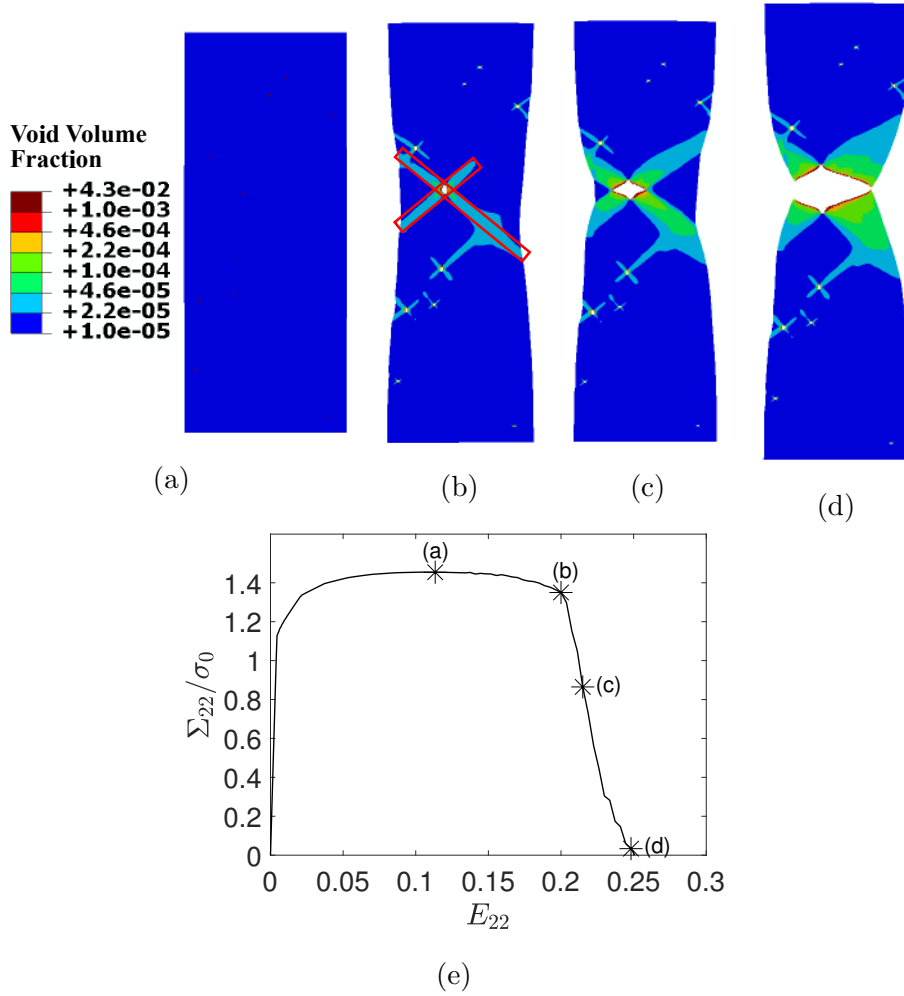 Void Volume
Fraction
+4.3e-02
+1.0e-03
+4.6e-04
+2.2e-04
+1.0e-04
+4.6e-05
+2.2e-05
+1.0e-05
(a)
(b)
(c)
(d)
(a)
(b)
(c)
(d)
1.4
1.2
1
0.8
0.6
0.4
0.2
0
Σ22/σ0
0 0.05 0.1 0.15 0.2 0.25 0.3
E22
(e)